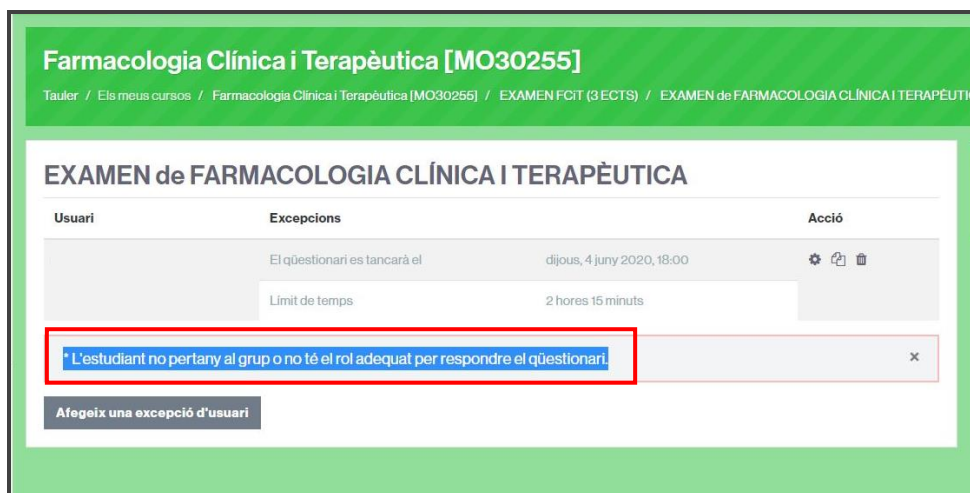 Farmacologia Clínica i Terapèutica [MO30255]
Tauler / Els meus cursos / Farmacologia Clínica i Terapèutica [MO30255] / EXAMEN FCiT (3 ECTS) / EXAMEN de FARMACOLOGIA CLÍNICA I TERAPÈUTI
EXAMEN de FARMACOLOGIA CLÍNICA I TERAPÈUTICA
Usuari Excepcions Acció
El qüestionari es tancarà el dijous, 4 juny 2020, 18:00
Límit de temps 2 hores 15 minuts
* L'estudiant no pertany al grup o no té el rol adequat per respondre el qüestionari. ×
Afegeix una excepció d'usuari